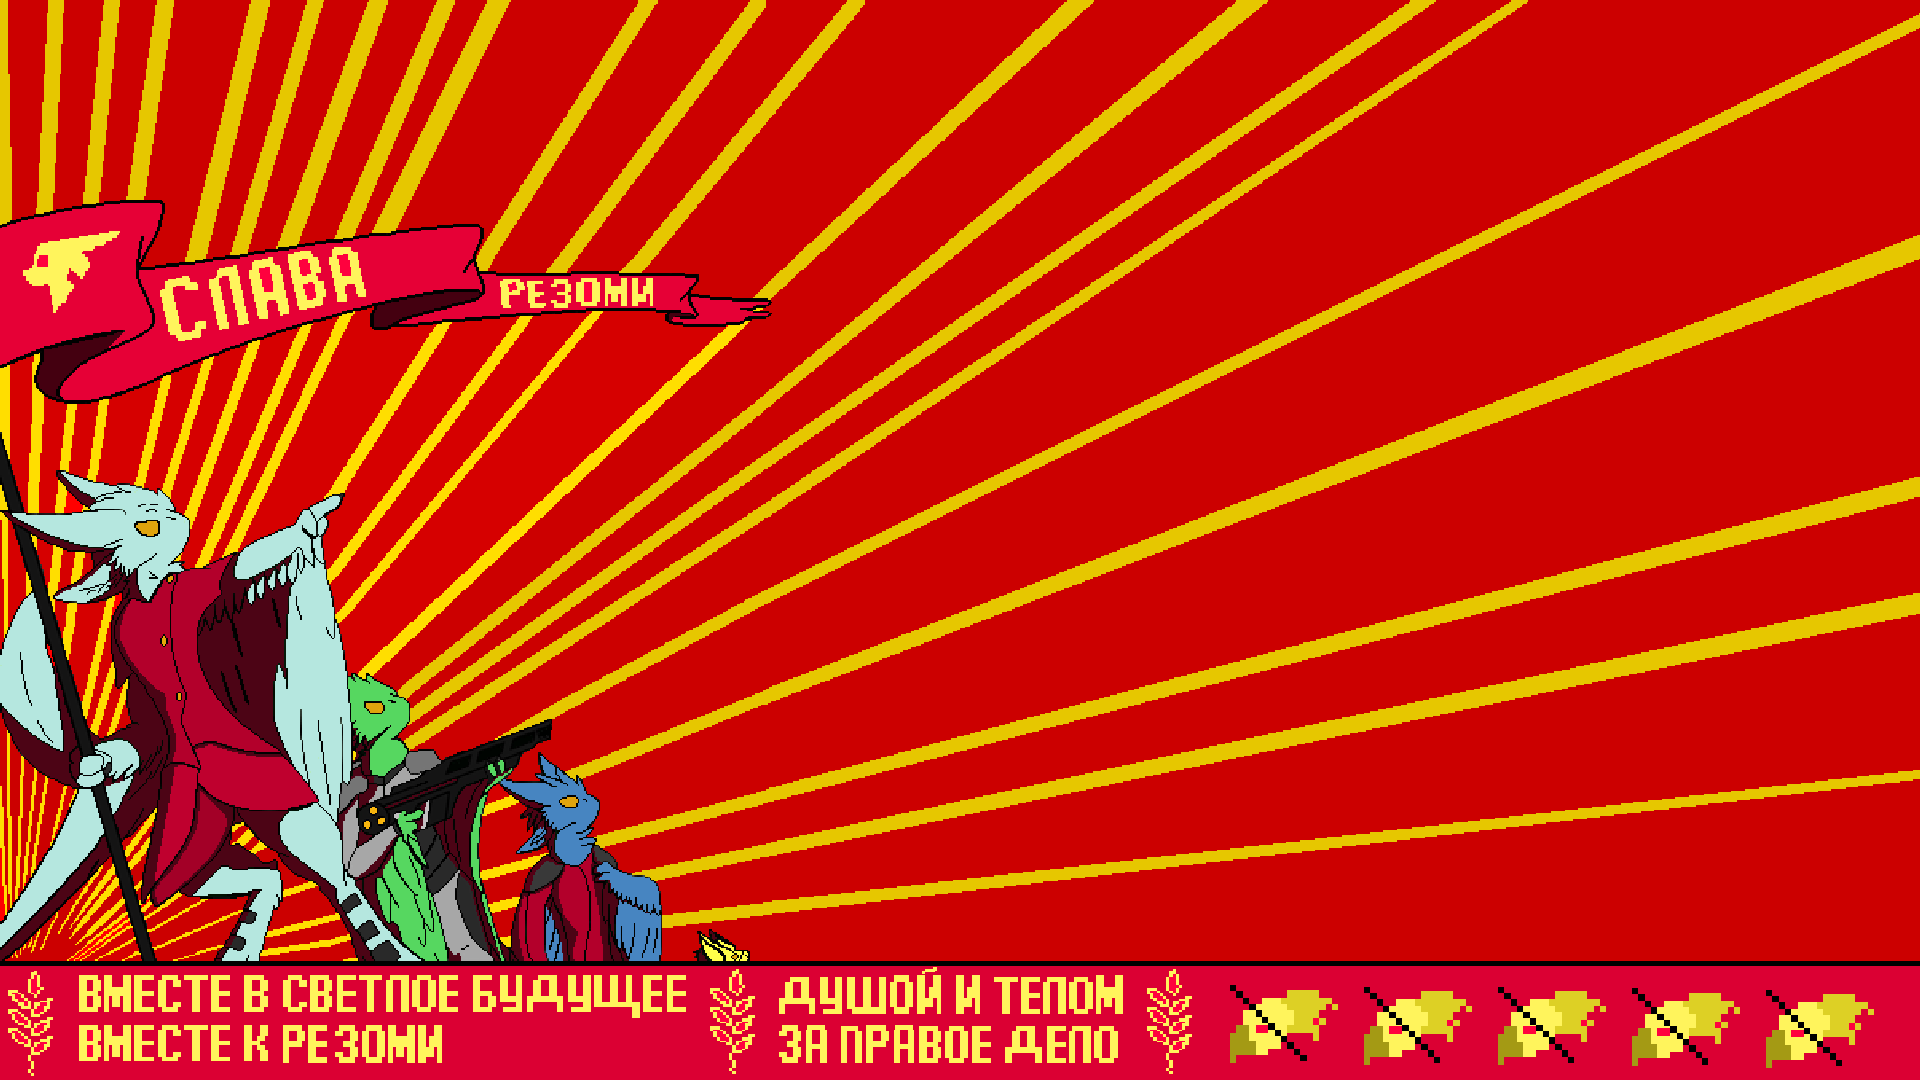 СЛАВА
РЕЗОМИ
ВМЕСТЕ В СВЕТЛОЕ БУДУЩЕЕ
ВМЕСТЕ К РЕЗОМИ
ДУШОЙ И ТЕЛОМ
ЗА ПРАВОЕ ДЕЛО